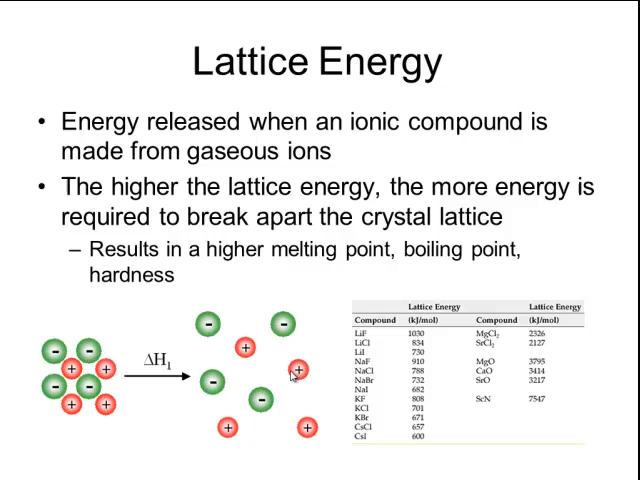 Lattice Energy
• Energy released when an ionic compound is
made from gaseous ions
• The higher the lattice energy, the more energy is
required to break apart the crystal lattice
– Results in a higher melting point, boiling point,
hardness
ΔH₁
Lattice Energy Lattice Energy
Compound (kJ/mol) Compound (kJ/mol)
LiF 1030 MgCl₂ 2326
LiCl 834 SrCl₂ 2127
LiI 730
NaF 910 MgO 3795
NaCl 788 CaO 3414
NaBr 732 SrO 3217
NaI 682
KF 808 ScN 7547
KCl 701
KBr 671
CsCl 657
CsI 600